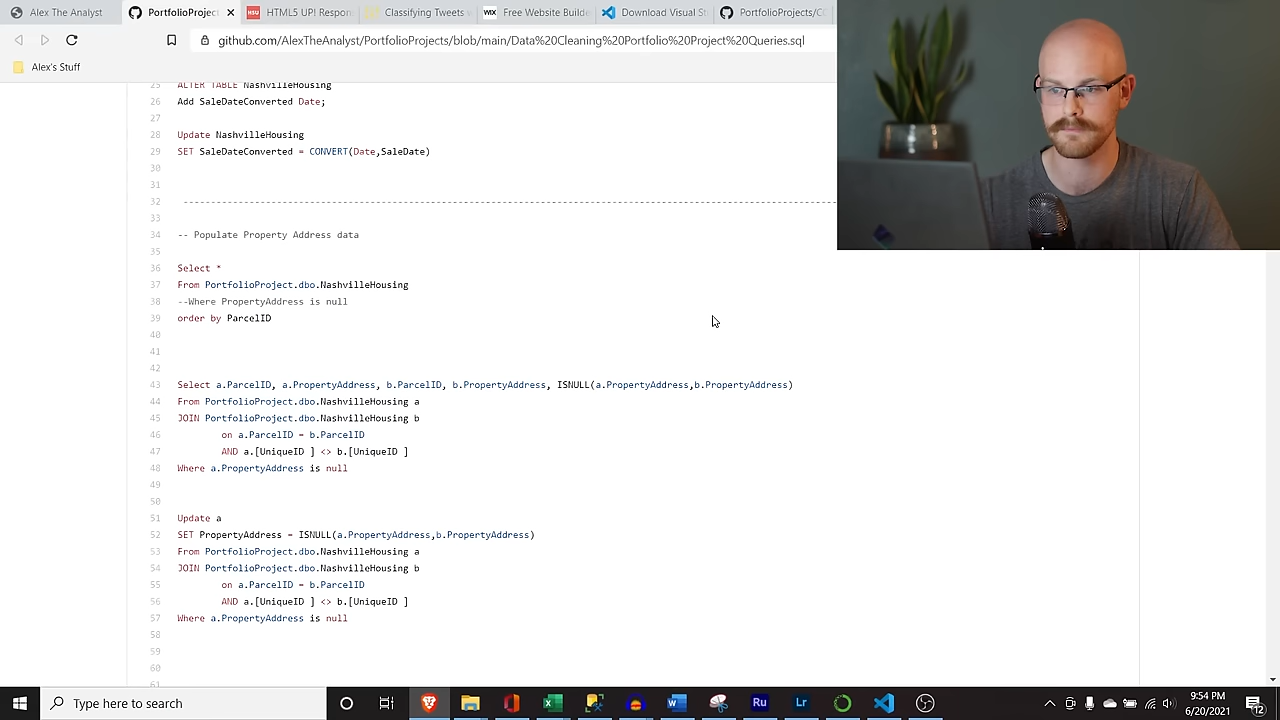 Alex The Analyst
PortfolioProject
HTML5 UP! Respon
Classifying Tweets
WIX Free Website Builde
Download Visual St
PortfolioProjects/CO
github.com/AlexTheAnalyst/PortfolioProjects/blob/main/Data%20Cleaning%20Portfolio%20Project%20Queries.sql
Alex's Stuff
25 ALTER TABLE NashvilleHousing
26 Add SaleDateConverted Date;
27
28 Update NashvilleHousing
29 SET SaleDateConverted = CONVERT(Date,SaleDate)
30
31
32 --------------------------------------------------------------------------------------------------------------------------
33
34 -- Populate Property Address data
35
36 Select *
37 From PortfolioProject.dbo.NashvilleHousing
38 --Where PropertyAddress is null
39 order by ParcelID
40
41
42
43 Select a.ParcelID, a.PropertyAddress, b.ParcelID, b.PropertyAddress, ISNULL(a.PropertyAddress,b.PropertyAddress)
44 From PortfolioProject.dbo.NashvilleHousing a
45 JOIN PortfolioProject.dbo.NashvilleHousing b
46 on a.ParcelID = b.ParcelID
47 AND a.[UniqueID ] <> b.[UniqueID ]
48 Where a.PropertyAddress is null
49
50
51 Update a
52 SET PropertyAddress = ISNULL(a.PropertyAddress,b.PropertyAddress)
53 From PortfolioProject.dbo.NashvilleHousing a
54 JOIN PortfolioProject.dbo.NashvilleHousing b
55 on a.ParcelID = b.ParcelID
56 AND a.[UniqueID ] <> b.[UniqueID ]
57 Where a.PropertyAddress is null
58
59
60
61
Type here to search
Ru
Lr
9:54 PM
6/20/2021
12